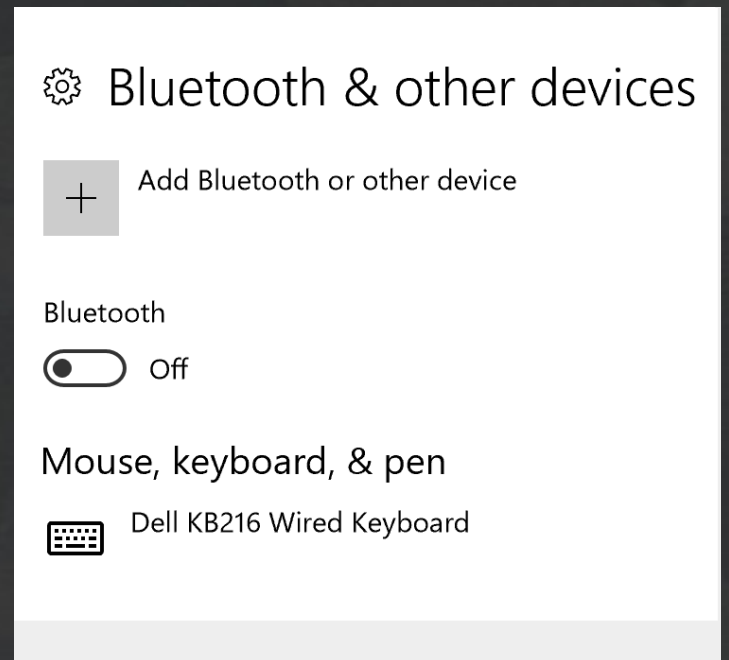 Bluetooth & other devices
Add Bluetooth or other device
Bluetooth
Off
Mouse, keyboard, & pen
Dell KB216 Wired Keyboard